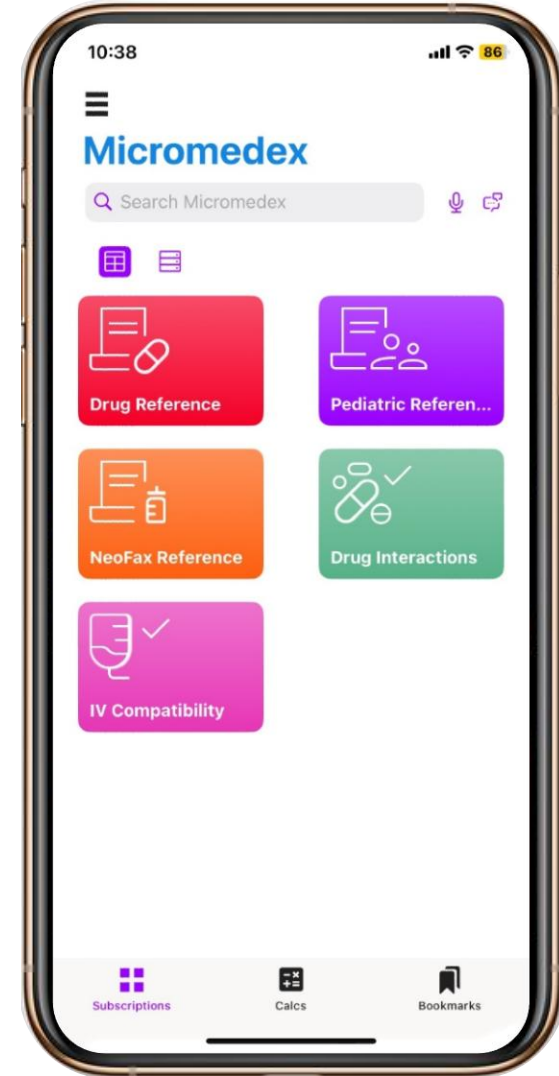 10:38
86
Micromedex
Search Micromedex
Drug Reference
Pediatric Referen...
NeoFax Reference
Drug Interactions
IV Compatibility
Subscriptions
Calcs
Bookmarks